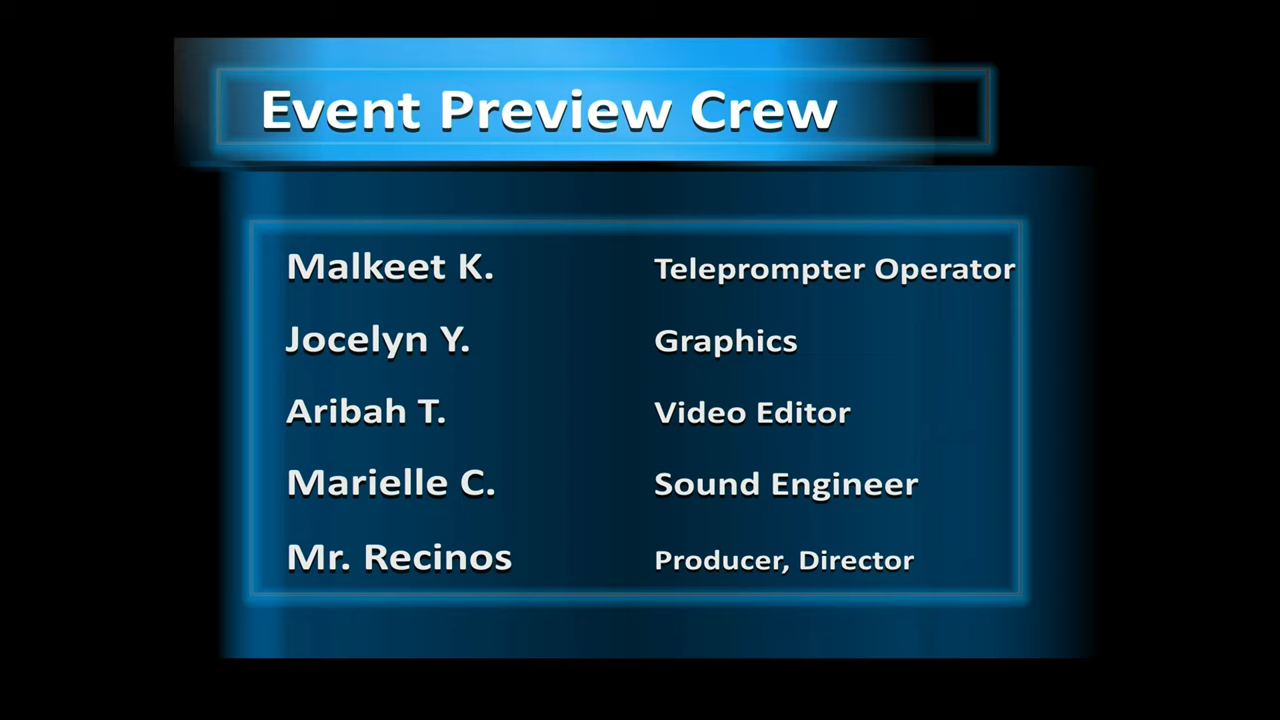 Event Preview Crew
Malkeet K. Teleprompter Operator
Jocelyn Y. Graphics
Aribah T. Video Editor
Marielle C. Sound Engineer
Mr. Recinos Producer, Director